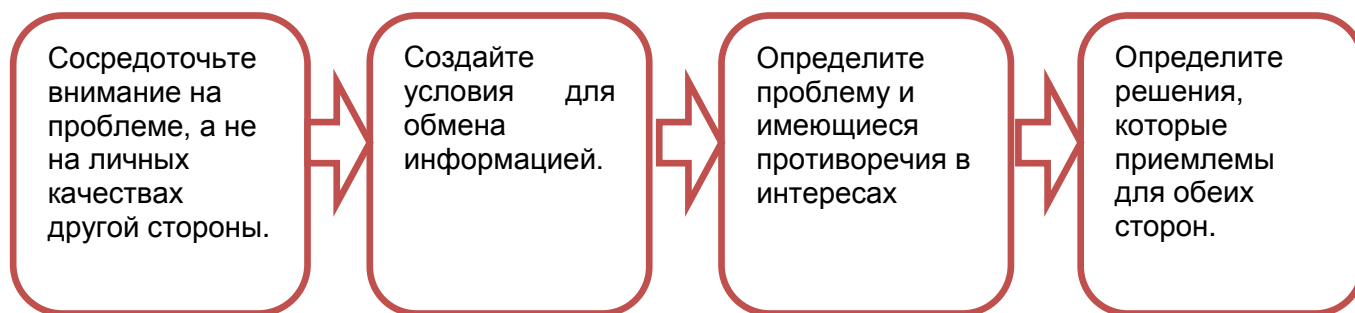 Сосредоточьте
внимание на
проблеме, а не
на личных
качествах
другой стороны.
Создайте
условия для
обмена
информацией.
Определите
проблему и
имеющиеся
противоречия в
интересах
Определите
решения,
которые
приемлемы
для обеих
сторон.